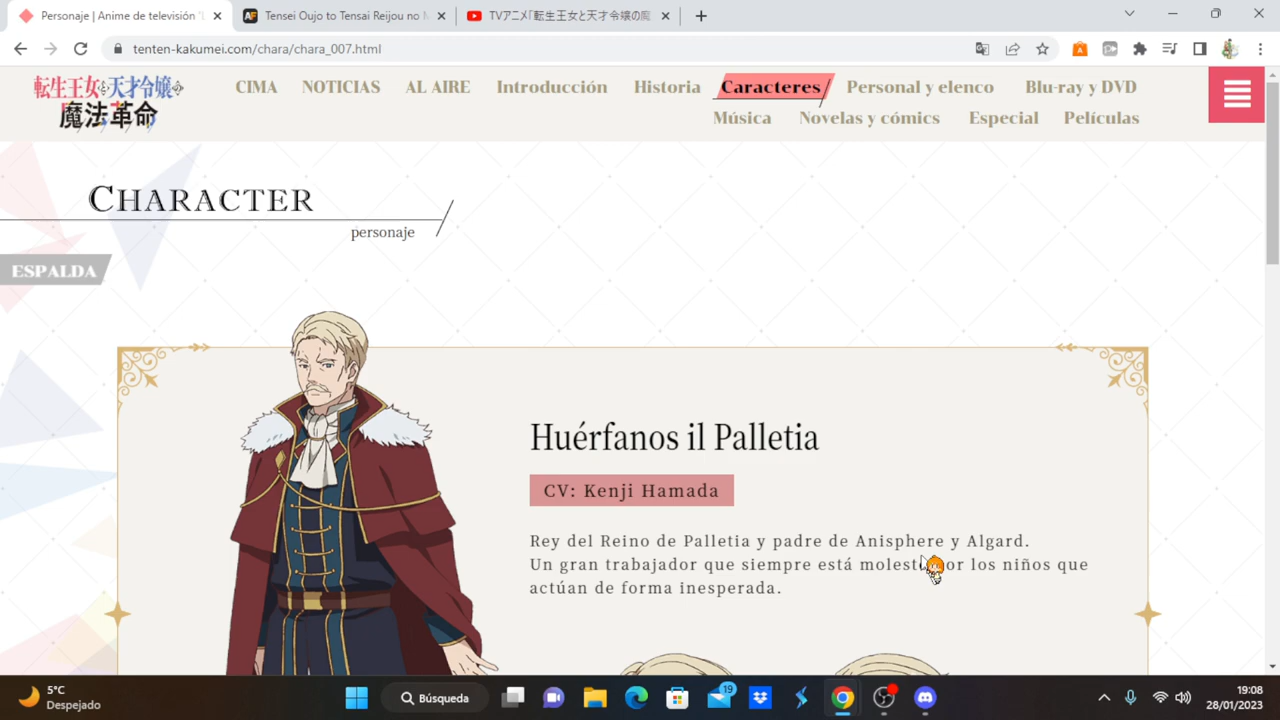 Personaje | Anime de televisión "L
Tensei Oujo to Tensai Reijou no M
TVアニメ「転生王女と天才令嬢の魔
tenten-kakumei.com/chara/chara_007.html
転生王女と天才令嬢の
魔法革命
CIMA NOTICIAS AL AIRE Introducción Historia Caracteres Personal y elenco Blu-ray y DVD
Música Novelas y cómics Especial Películas
CHARACTER
personaje
ESPALDA
Huérfanos il Palletia
CV: Kenji Hamada
Rey del Reino de Palletia y padre de Anisphere y Algard.
Un gran trabajador que siempre está molesto por los niños que
actúan de forma inesperada.
5°C
Despejado
Búsqueda
19
19:08
28/01/2023